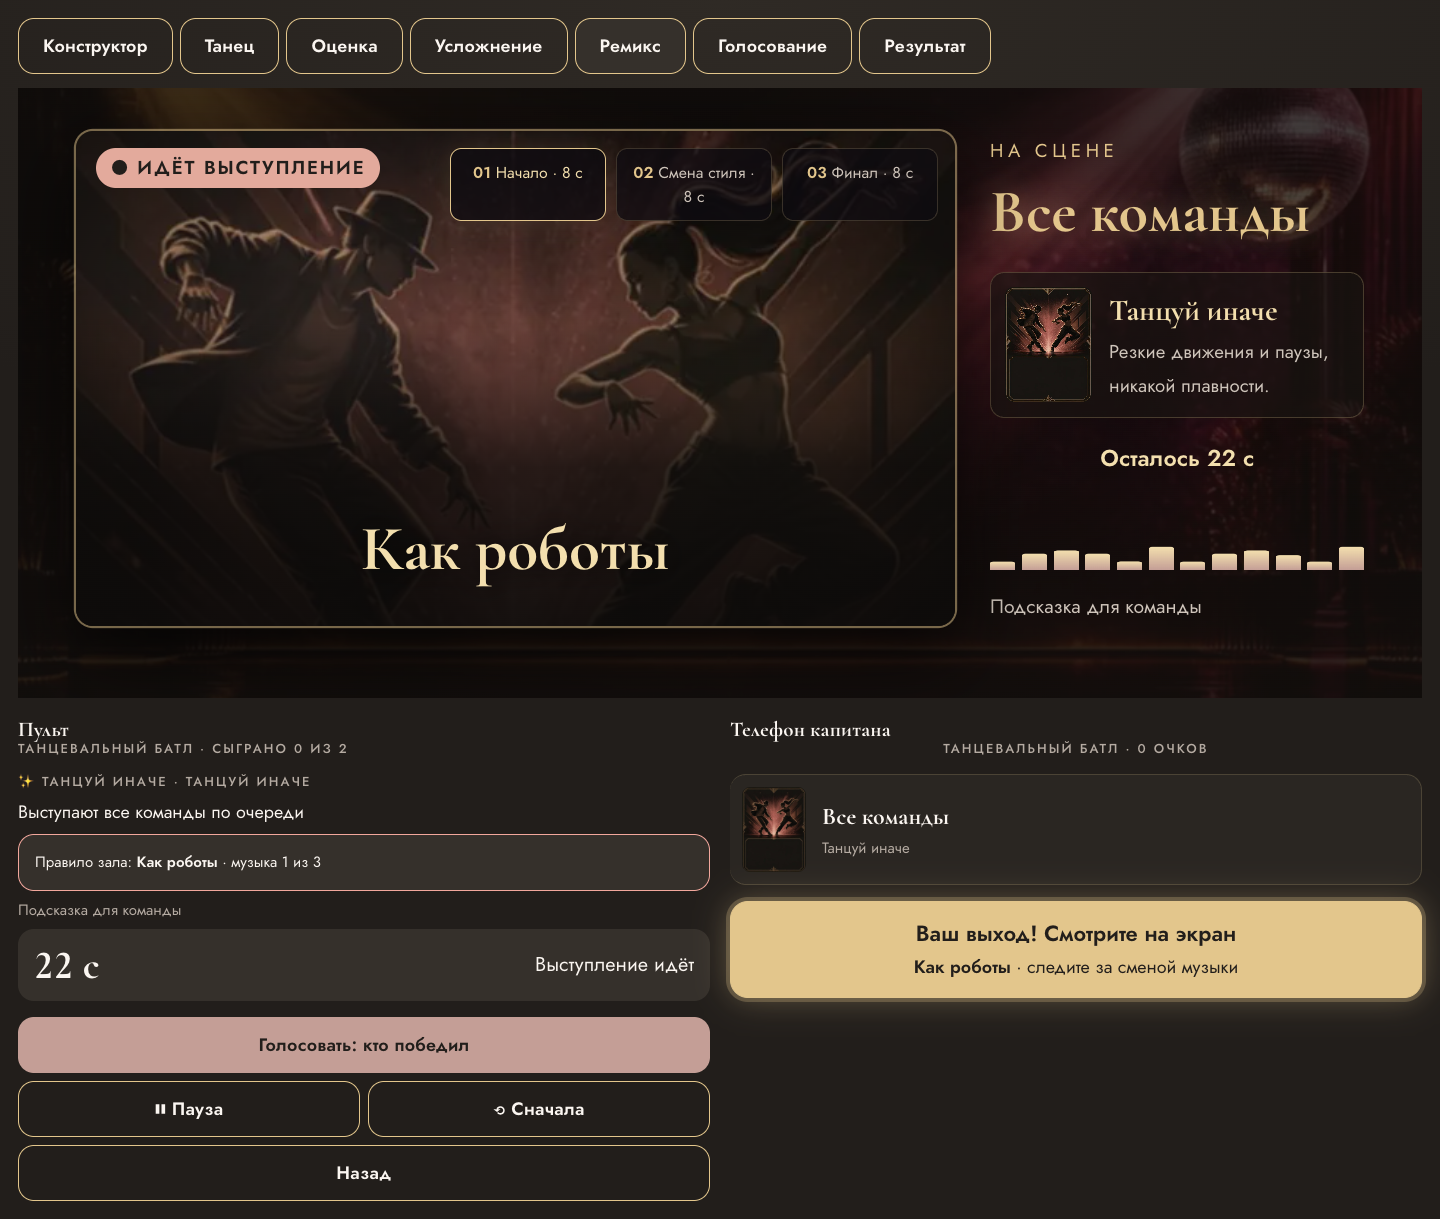 Конструктор
Танец
Оценка
Усложнение
Ремикс
Голосование
Результат
ИДЁТ ВЫСТУПЛЕНИЕ
01 Начало · 8 с
02 Смена стиля ·
8 с
03 Финал · 8 с
Как роботы
НА СЦЕНЕ
Все команды
Танцуй иначе
Резкие движения и паузы,
никакой плавности.
Осталось 22 с
Подсказка для команды
Пульт
ТАНЦЕВАЛЬНЫЙ БАТЛ · СЫГРАНО 0 ИЗ 2
✨ ТАНЦУЙ ИНАЧЕ · ТАНЦУЙ ИНАЧЕ
Выступают все команды по очереди
Правило зала: Как роботы · музыка 1 из 3
Подсказка для команды
22 с
Выступление идёт
Голосовать: кто победил
⏸ Пауза
⟲ Сначала
Назад
Телефон капитана
ТАНЦЕВАЛЬНЫЙ БАТЛ · 0 ОЧКОВ
Все команды
Танцуй иначе
Ваш выход! Смотрите на экран
Как роботы · следите за сменой музыки